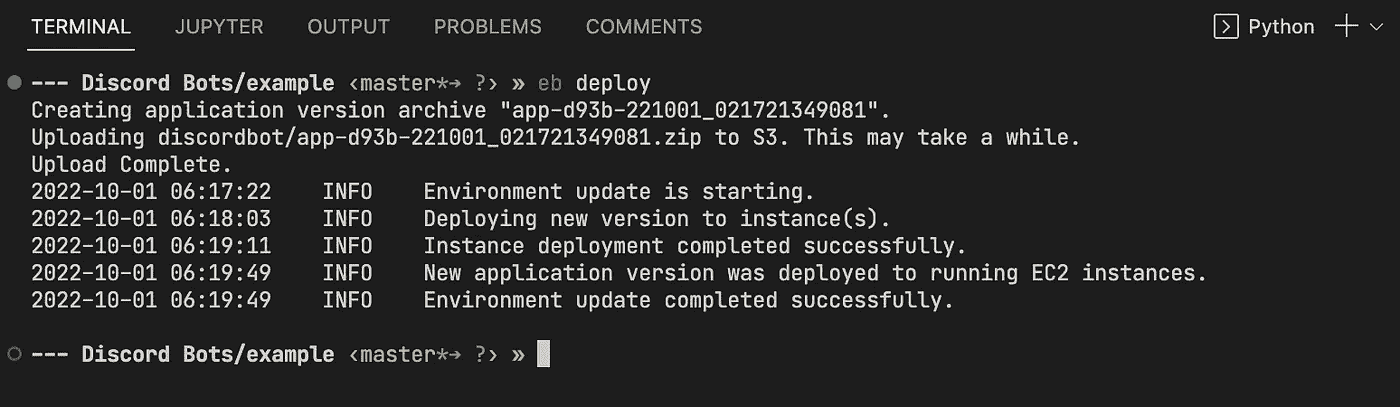 TERMINAL JUPYTER OUTPUT PROBLEMS COMMENTS Python
--- Discord Bots/example ‹master*→ ?› » eb deploy
Creating application version archive "app-d93b-221001_021721349081".
Uploading discordbot/app-d93b-221001_021721349081.zip to S3. This may take a while.
Upload Complete.
2022-10-01 06:17:22 INFO Environment update is starting.
2022-10-01 06:18:03 INFO Deploying new version to instance(s).
2022-10-01 06:19:11 INFO Instance deployment completed successfully.
2022-10-01 06:19:49 INFO New application version was deployed to running EC2 instances.
2022-10-01 06:19:49 INFO Environment update completed successfully.
--- Discord Bots/example ‹master*→ ?› »